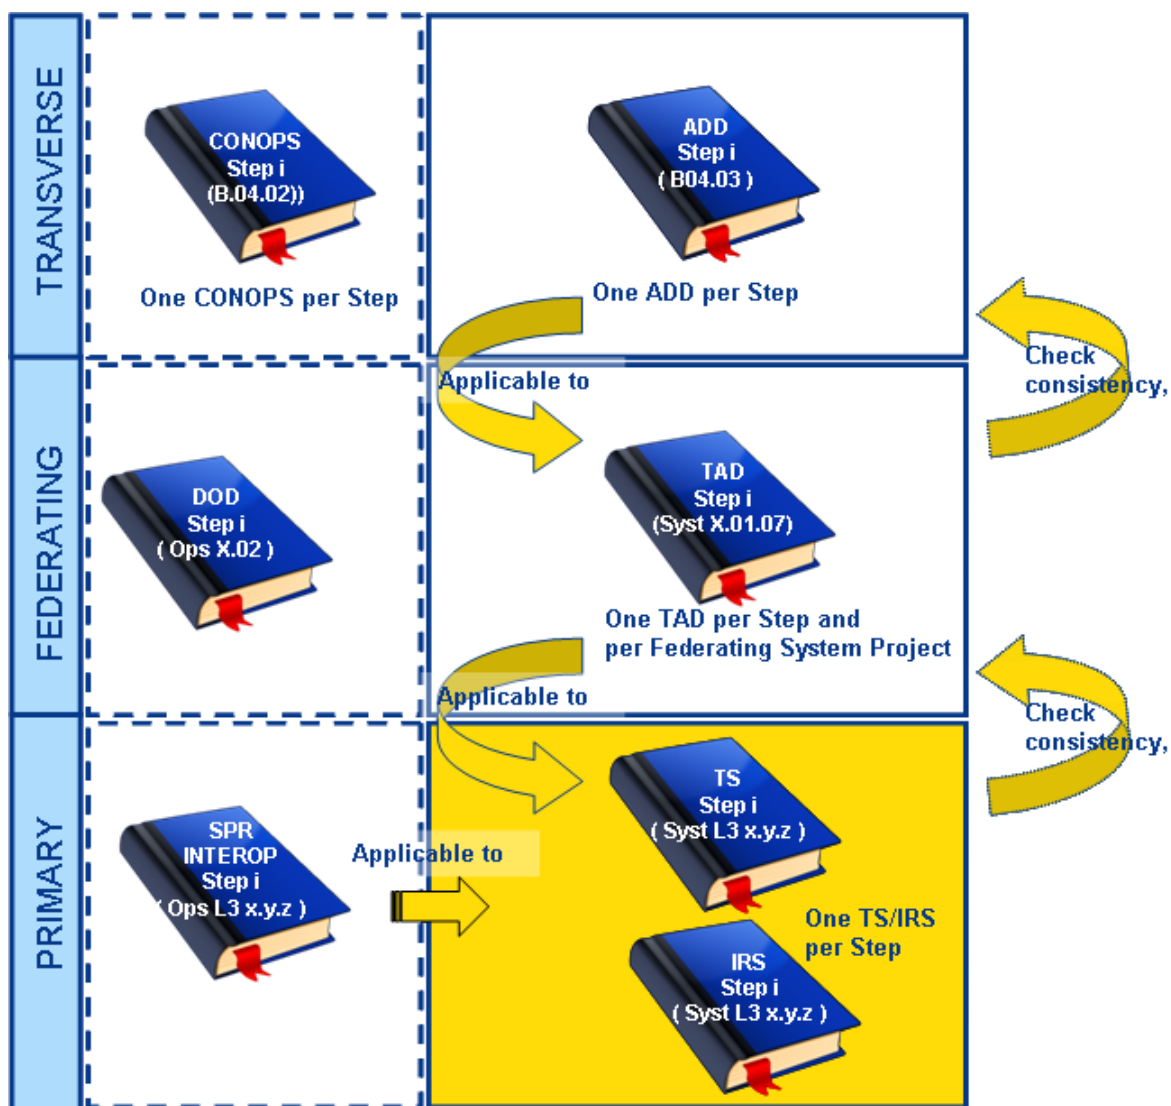 TRANSVERSE
CONOPS
Step i
(B.04.02))
One CONOPS per Step
ADD
Step i
( B04.03 )
One ADD per Step
Applicable to
Check
consistency,
FEDERATING
DOD
Step i
( Ops X.02 )
TAD
Step i
(Syst X.01.07)
One TAD per Step and
per Federating System Project
Applicable to
Check
consistency,
PRIMARY
SPR
INTEROP
Step i
( Ops L3 x.y.z )
Applicable to
TS
Step i
( Syst L3 x.y.z )
One TS/IRS
per Step
IRS
Step i
( Syst L3 x.y.z )